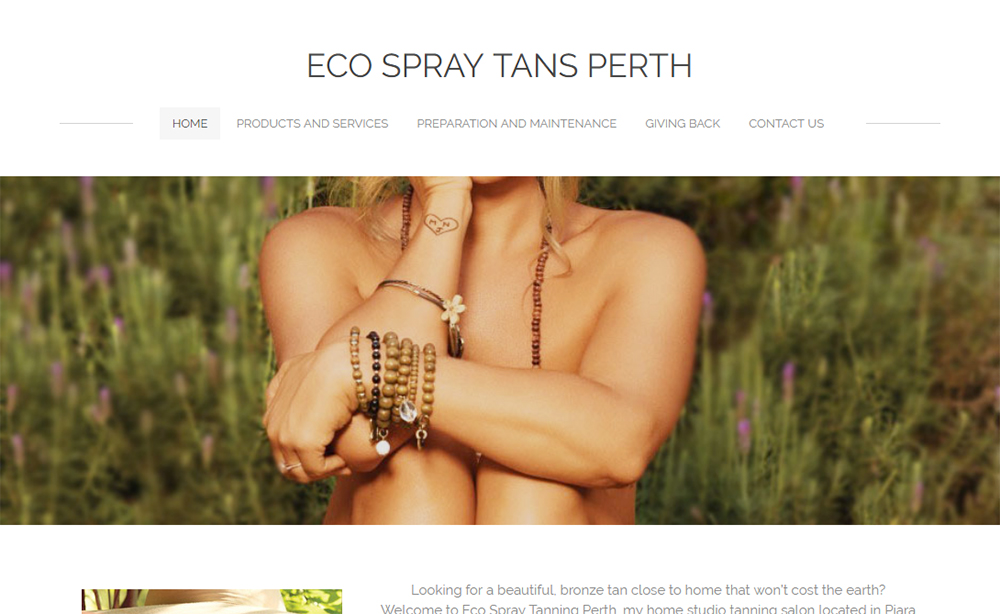 ECO SPRAY TANS PERTH
HOME PRODUCTS AND SERVICES PREPARATION AND MAINTENANCE GIVING BACK CONTACT US
M N
J
Looking for a beautiful, bronze tan close to home that won't cost the earth?
Welcome to Eco Spray Tanning Perth, my home studio tanning salon located in Piara